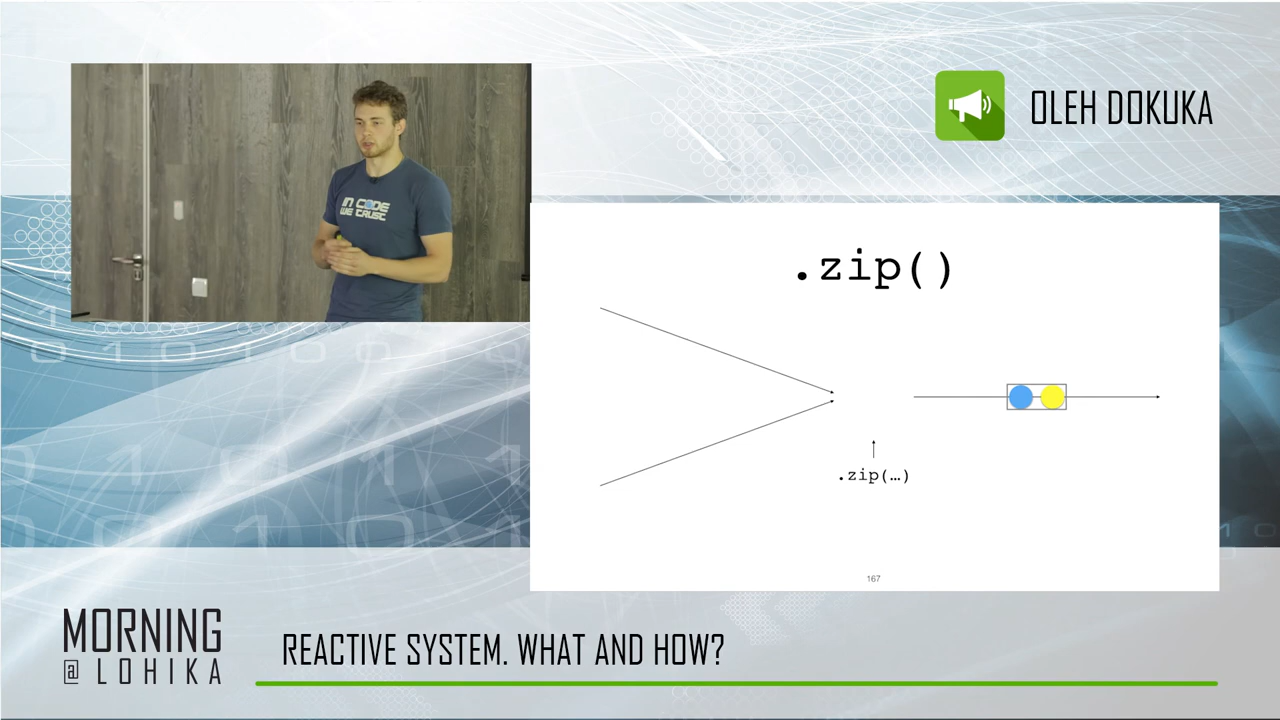 OLEH DOKUKA
IN CODE
WE TRUST
.zip()
.zip(…)
167
MORNING
@ LOHIKA
REACTIVE SYSTEM. WHAT AND HOW?